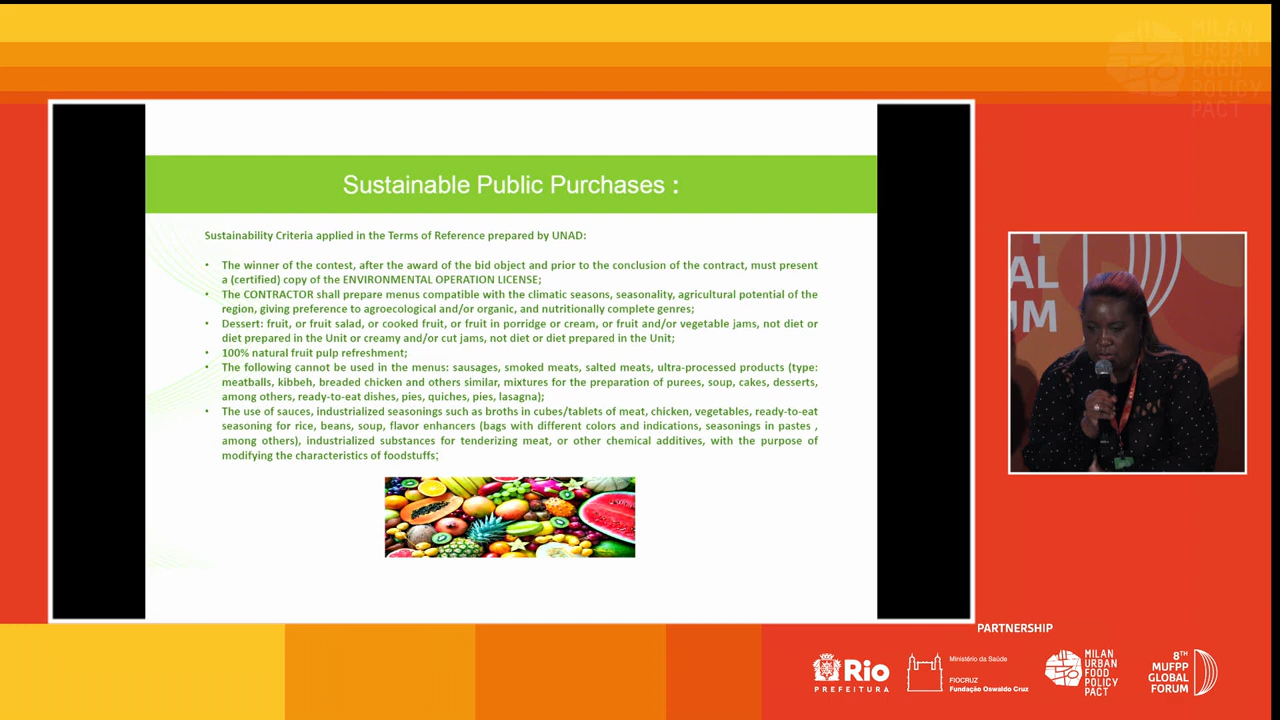 MILAN
URBAN
FOOD
POLICY
PACT
Sustainable Public Purchases :
Sustainability Criteria applied in the Terms of Reference prepared by UNAD:
• The winner of the contest, after the award of the bid object and prior to the conclusion of the contract, must present
a (certified) copy of the ENVIRONMENTAL OPERATION LICENSE;
• The CONTRACTOR shall prepare menus compatible with the climatic seasons, seasonality, agricultural potential of the
region, giving preference to agroecological and/or organic, and nutritionally complete genres;
• Dessert: fruit, or fruit salad, or cooked fruit, or fruit in porridge or cream, or fruit and/or vegetable jams, not diet or
diet prepared in the Unit or creamy and/or cut jams, not diet or diet prepared in the Unit;
• 100% natural fruit pulp refreshment;
• The following cannot be used in the menus: sausages, smoked meats, salted meats, ultra-processed products (type:
meatballs, kibbeh, breaded chicken and others similar, mixtures for the preparation of purees, soup, cakes, desserts,
among others, ready-to-eat dishes, pies, quiches, pies, lasagna);
• The use of sauces, industrialized seasonings such as broths in cubes/tablets of meat, chicken, vegetables, ready-to-eat
seasoning for rice, beans, soup, flavor enhancers (bags with different colors and indications, seasonings in pastes ,
among others), industrialized substances for tenderizing meat, or other chemical additives, with the purpose of
modifying the characteristics of foodstuffs;
AL
UM
PARTNERSHIP
Rio
PREFEITURA
Ministério da Saúde
FIOCRUZ
Fundação Oswaldo Cruz
MILAN
URBAN
FOOD
POLICY
PACT
8TH
MUFPP
GLOBAL
FORUM